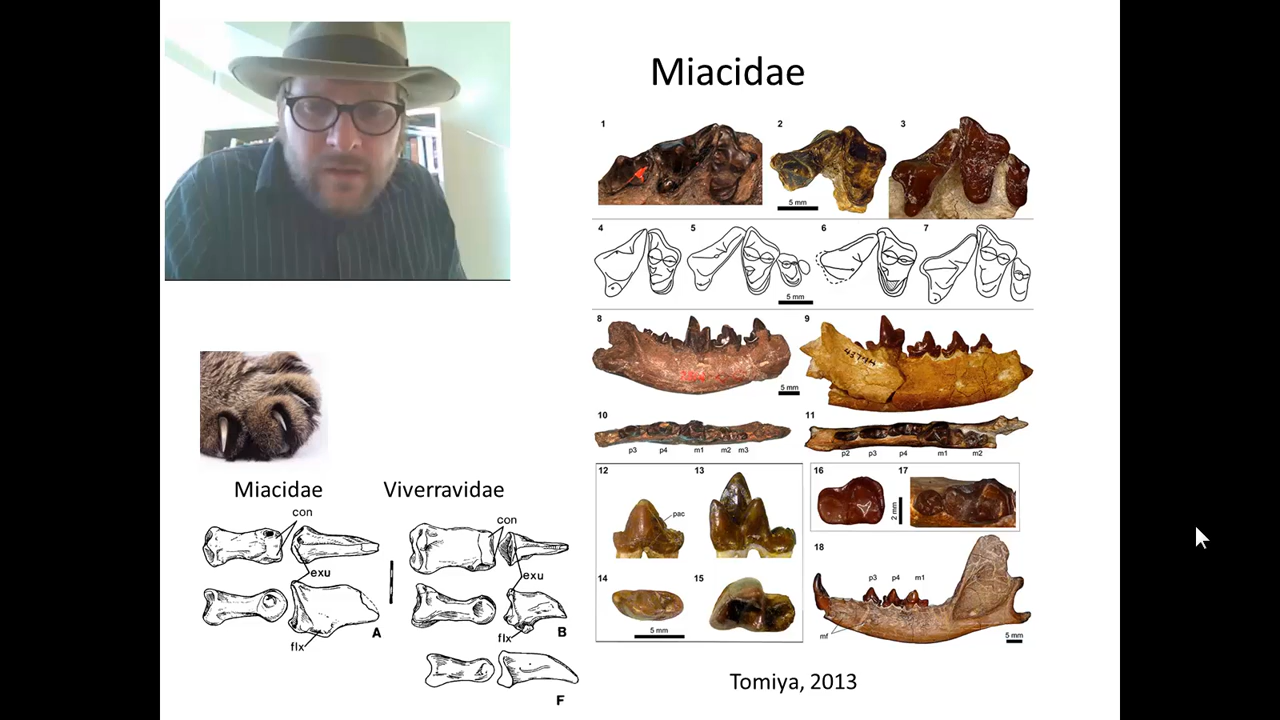 Miacidae
1 2 3
5 mm
4 5 6 7
5 mm
8 9
5 mm
10 11
p3 p4 m1 m2 m3 p2 p3 p4 m1 m2
12 13 16 17
pac
2 mm
18
14 15
p3 p4 m1
5 mm
mf
5 mm
Tomiya, 2013
Miacidae Viverravidae
con con
exu exu
flx A flx B
F